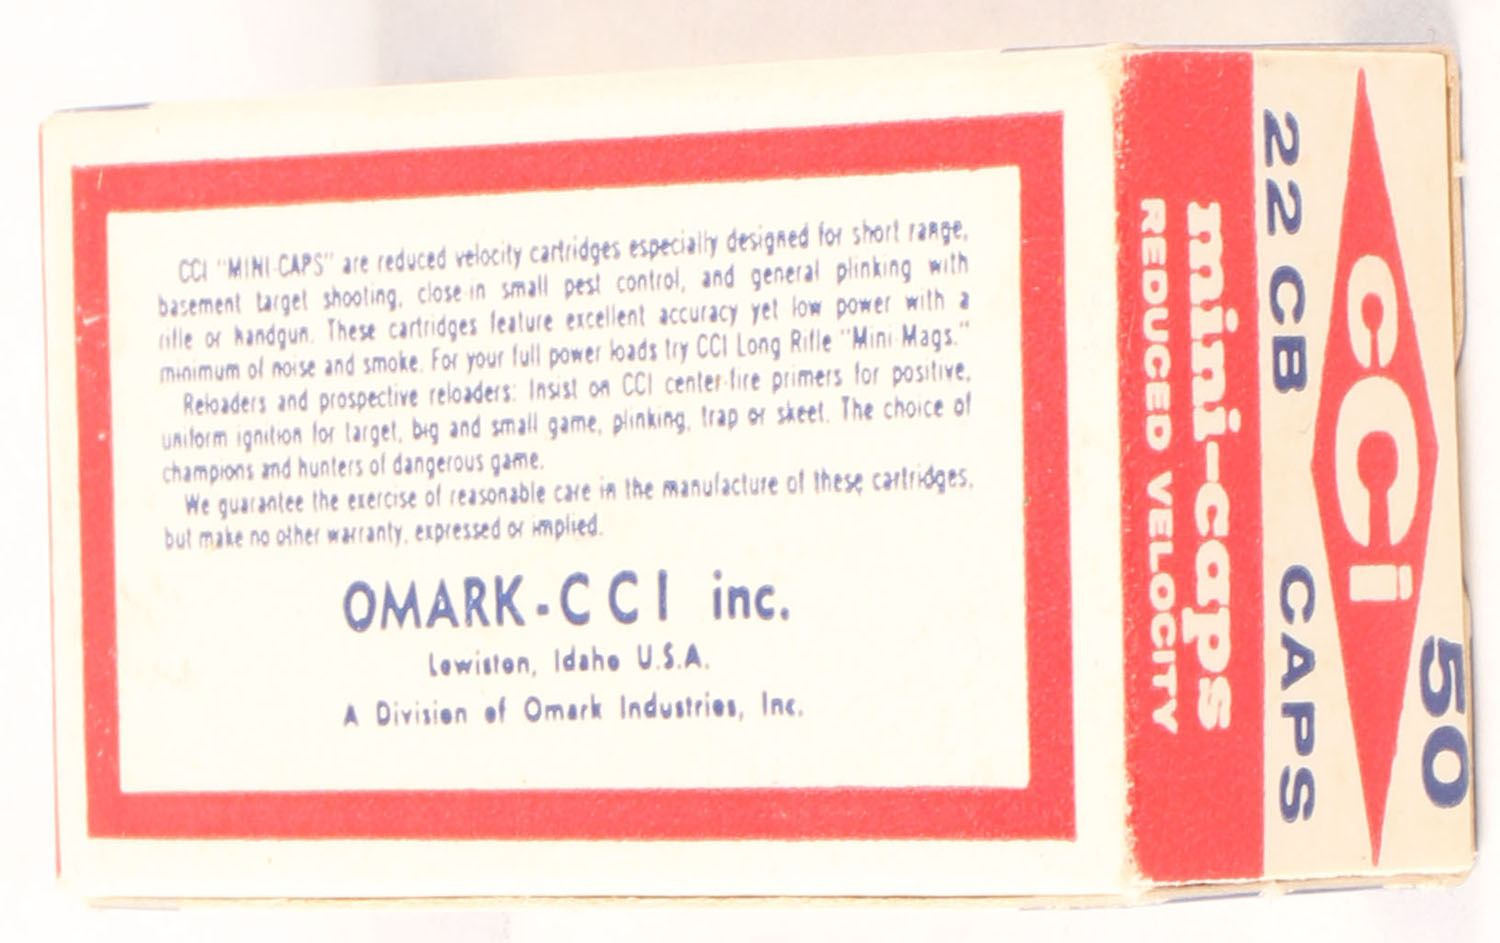 CCI "MINI-CAPS" are reduced velocity cartridges especially designed for short range,
basement target shooting, close-in small pest control, and general plinking with
rifle or handgun. These cartridges feature excellent accuracy yet low power with a
minimum of noise and smoke. For your full power loads try CCI Long Rifle "Mini-Mags."
Reloaders and prospective reloaders: Insist on CCI center-fire primers for positive,
uniform ignition for target, big and small game, plinking, trap or skeet. The choice of
champions and hunters of dangerous game.
We guarantee the exercise of reasonable care in the manufacture of these cartridges,
but make no other warranty, expressed or implied.
OMARK-CCI inc.
Lewiston, Idaho U.S.A.
A Division of Omark Industries, Inc.
50
CCi
22 CB CAPS
mini-caps
REDUCED VELOCITY